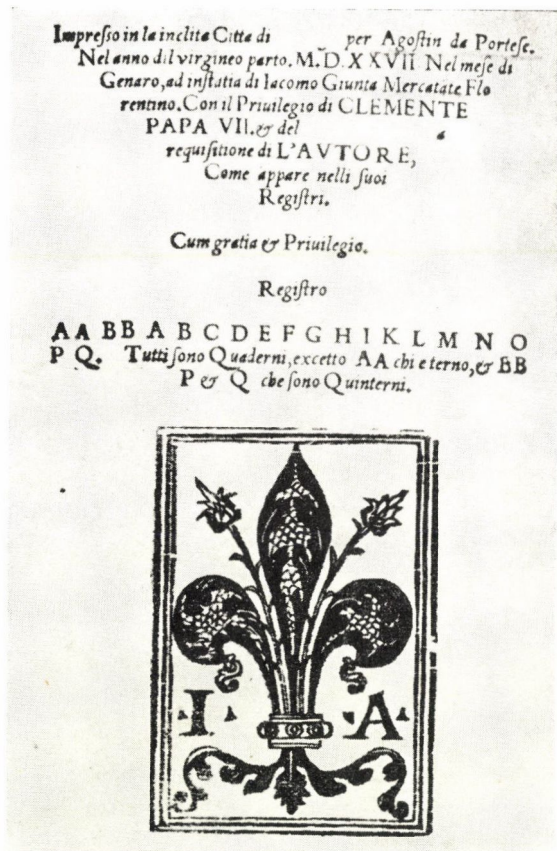 Impreſſo in la inclita Citta di per Agoſtin da Porteſe.
Nel anno dil virgineo parto. M. D. XXVII Nel meſe di
Genaro, ad inſtãtia di Iacomo Giunta Mercatãte Flo
rentino. Con il Priuilegio di CLEMENTE
PAPA VII. & del
requiſitione di L'AVTORE,
Come appare nelli ſuoi
Regiſtri.
Cum gratia & Priuilegio.
Regiſtro
AA BB A B C D E F G H I K L M N O
P Q. Tutti ſono Quaderni, excetto AA chi e terno, & BB
P & Q che ſono Quinterni.
.I. .A.